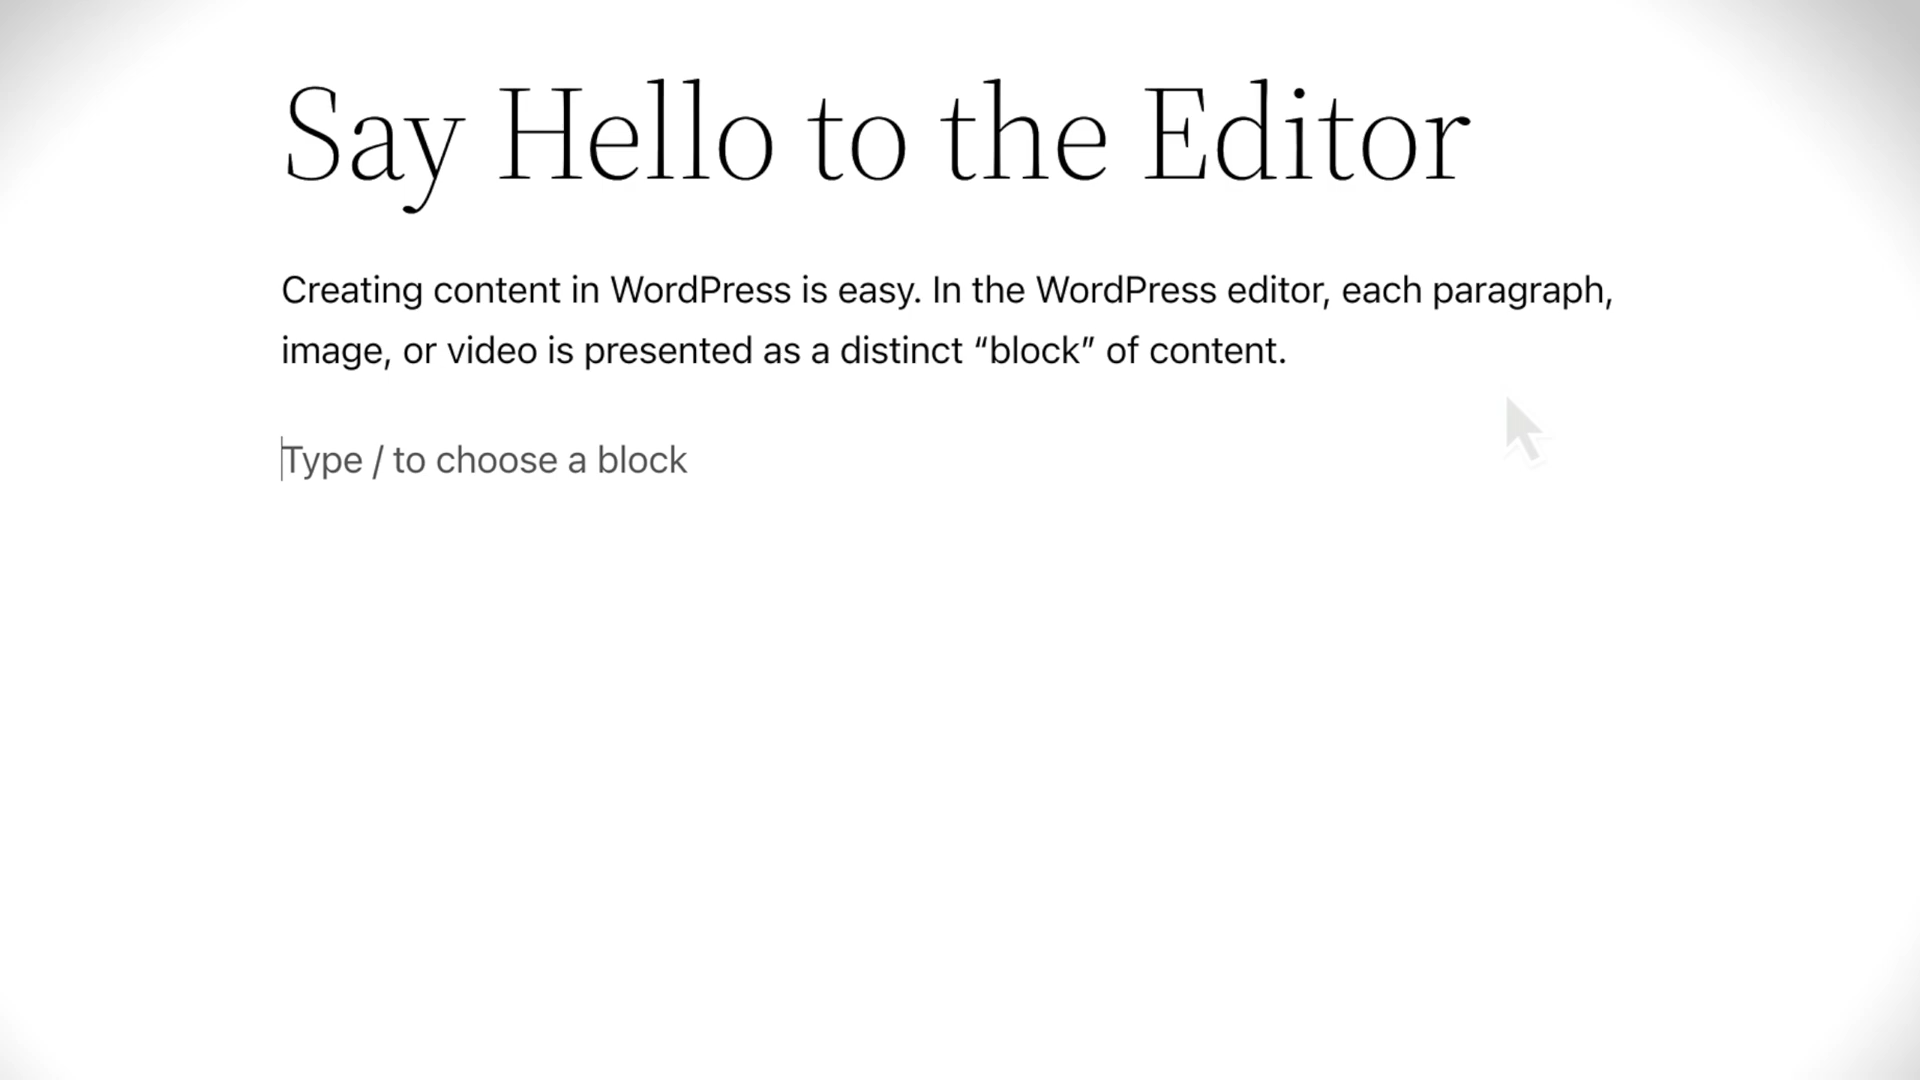 Say Hello to the Editor
Creating content in WordPress is easy. In the WordPress editor, each paragraph,
image, or video is presented as a distinct “block” of content.
Type / to choose a block